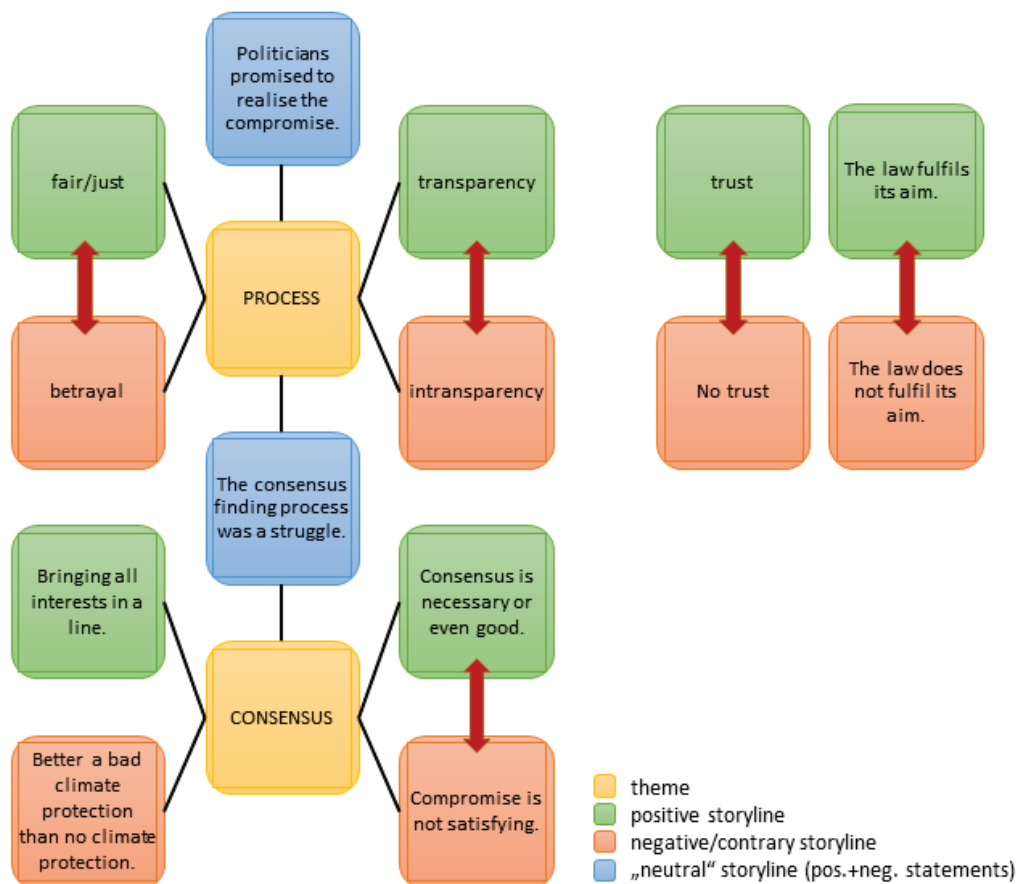 Politicians
promised to
realise the
compromise.
fair/just
transparency
trust
The law fulfils
its aim.
PROCESS
betrayal
intransparency
No trust
The law does
not fulfil its
aim.
The consensus
finding process
was a struggle.
Bringing all
interests in a
line.
Consensus is
necessary or
even good.
CONSENSUS
Better a bad
climate
protection
than no climate
protection.
Compromise is
not satisfying.
theme
positive storyline
negative/contrary storyline
„neutral“ storyline (pos.+neg. statements)